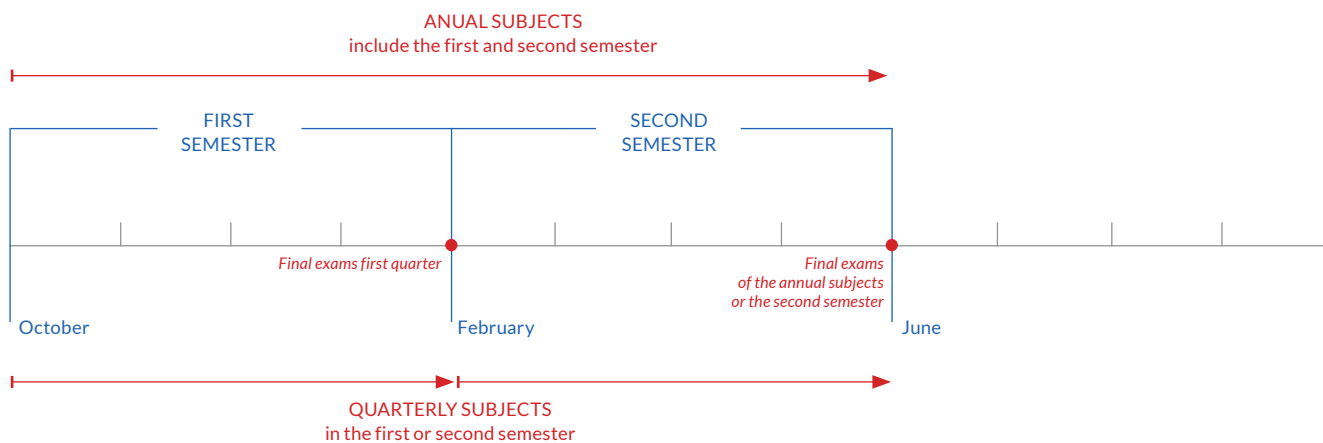 ANUAL SUBJECTS
include the first and second semester
FIRST
SEMESTER
SECOND
SEMESTER
Final exams first quarter
Final exams
of the annual subjects
or the second semester
October
February
June
QUARTERLY SUBJECTS
in the first or second semester